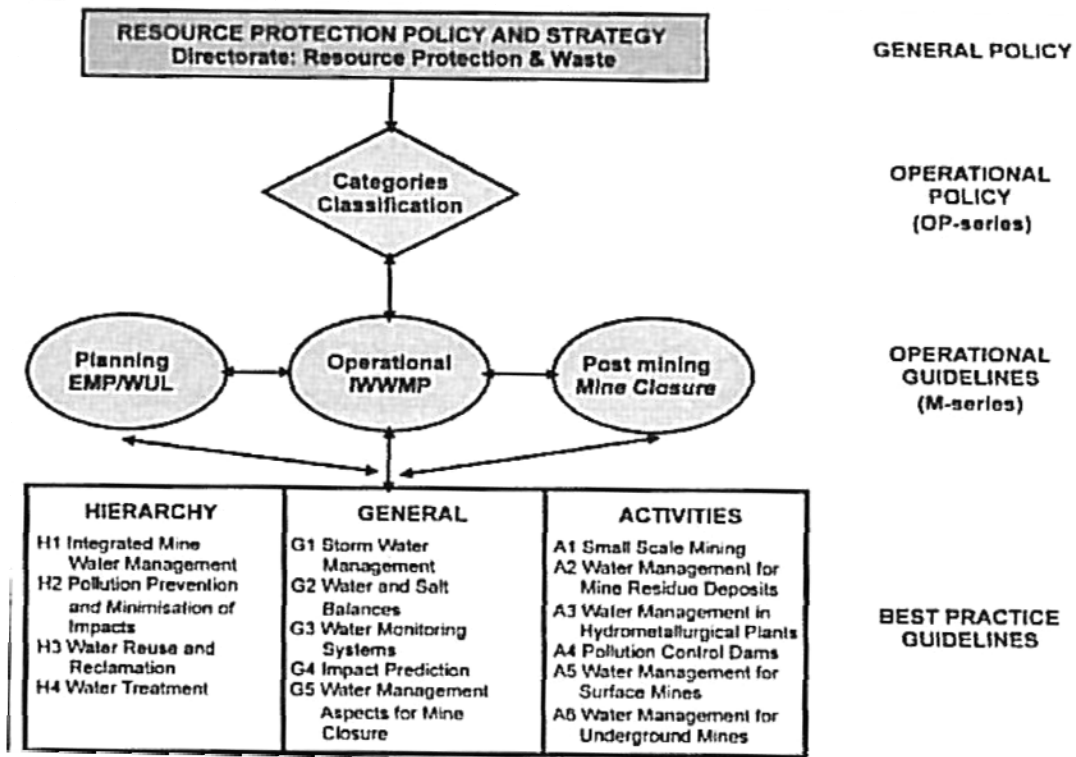 RESOURCE PROTECTION POLICY AND STRATEGY
Directorate: Resource Protection & Waste
GENERAL POLICY
Categories
Classification
OPERATIONAL
POLICY
(OP-series)
Planning
EMP/WUL
Operational
IWWMP
Post mining
Mine Closure
OPERATIONAL
GUIDELINES
(M-series)
HIERARCHY
H1 Integrated Mine
Water Management
H2 Pollution Prevention
and Minimisation of
Impacts
H3 Water Reuse and
Reclamation
H4 Water Treatment
GENERAL
G1 Storm Water
Management
G2 Water and Salt
Balances
G3 Water Monitoring
Systems
G4 Impact Prediction
G5 Water Management
Aspects for Mine
Closure
ACTIVITIES
A1 Small Scale Mining
A2 Water Management for
Mine Residue Deposits
A3 Water Management in
Hydrometallurgical Plants
A4 Pollution Control Dams
A5 Water Management for
Surface Mines
A6 Water Management for
Underground Mines
BEST PRACTICE
GUIDELINES